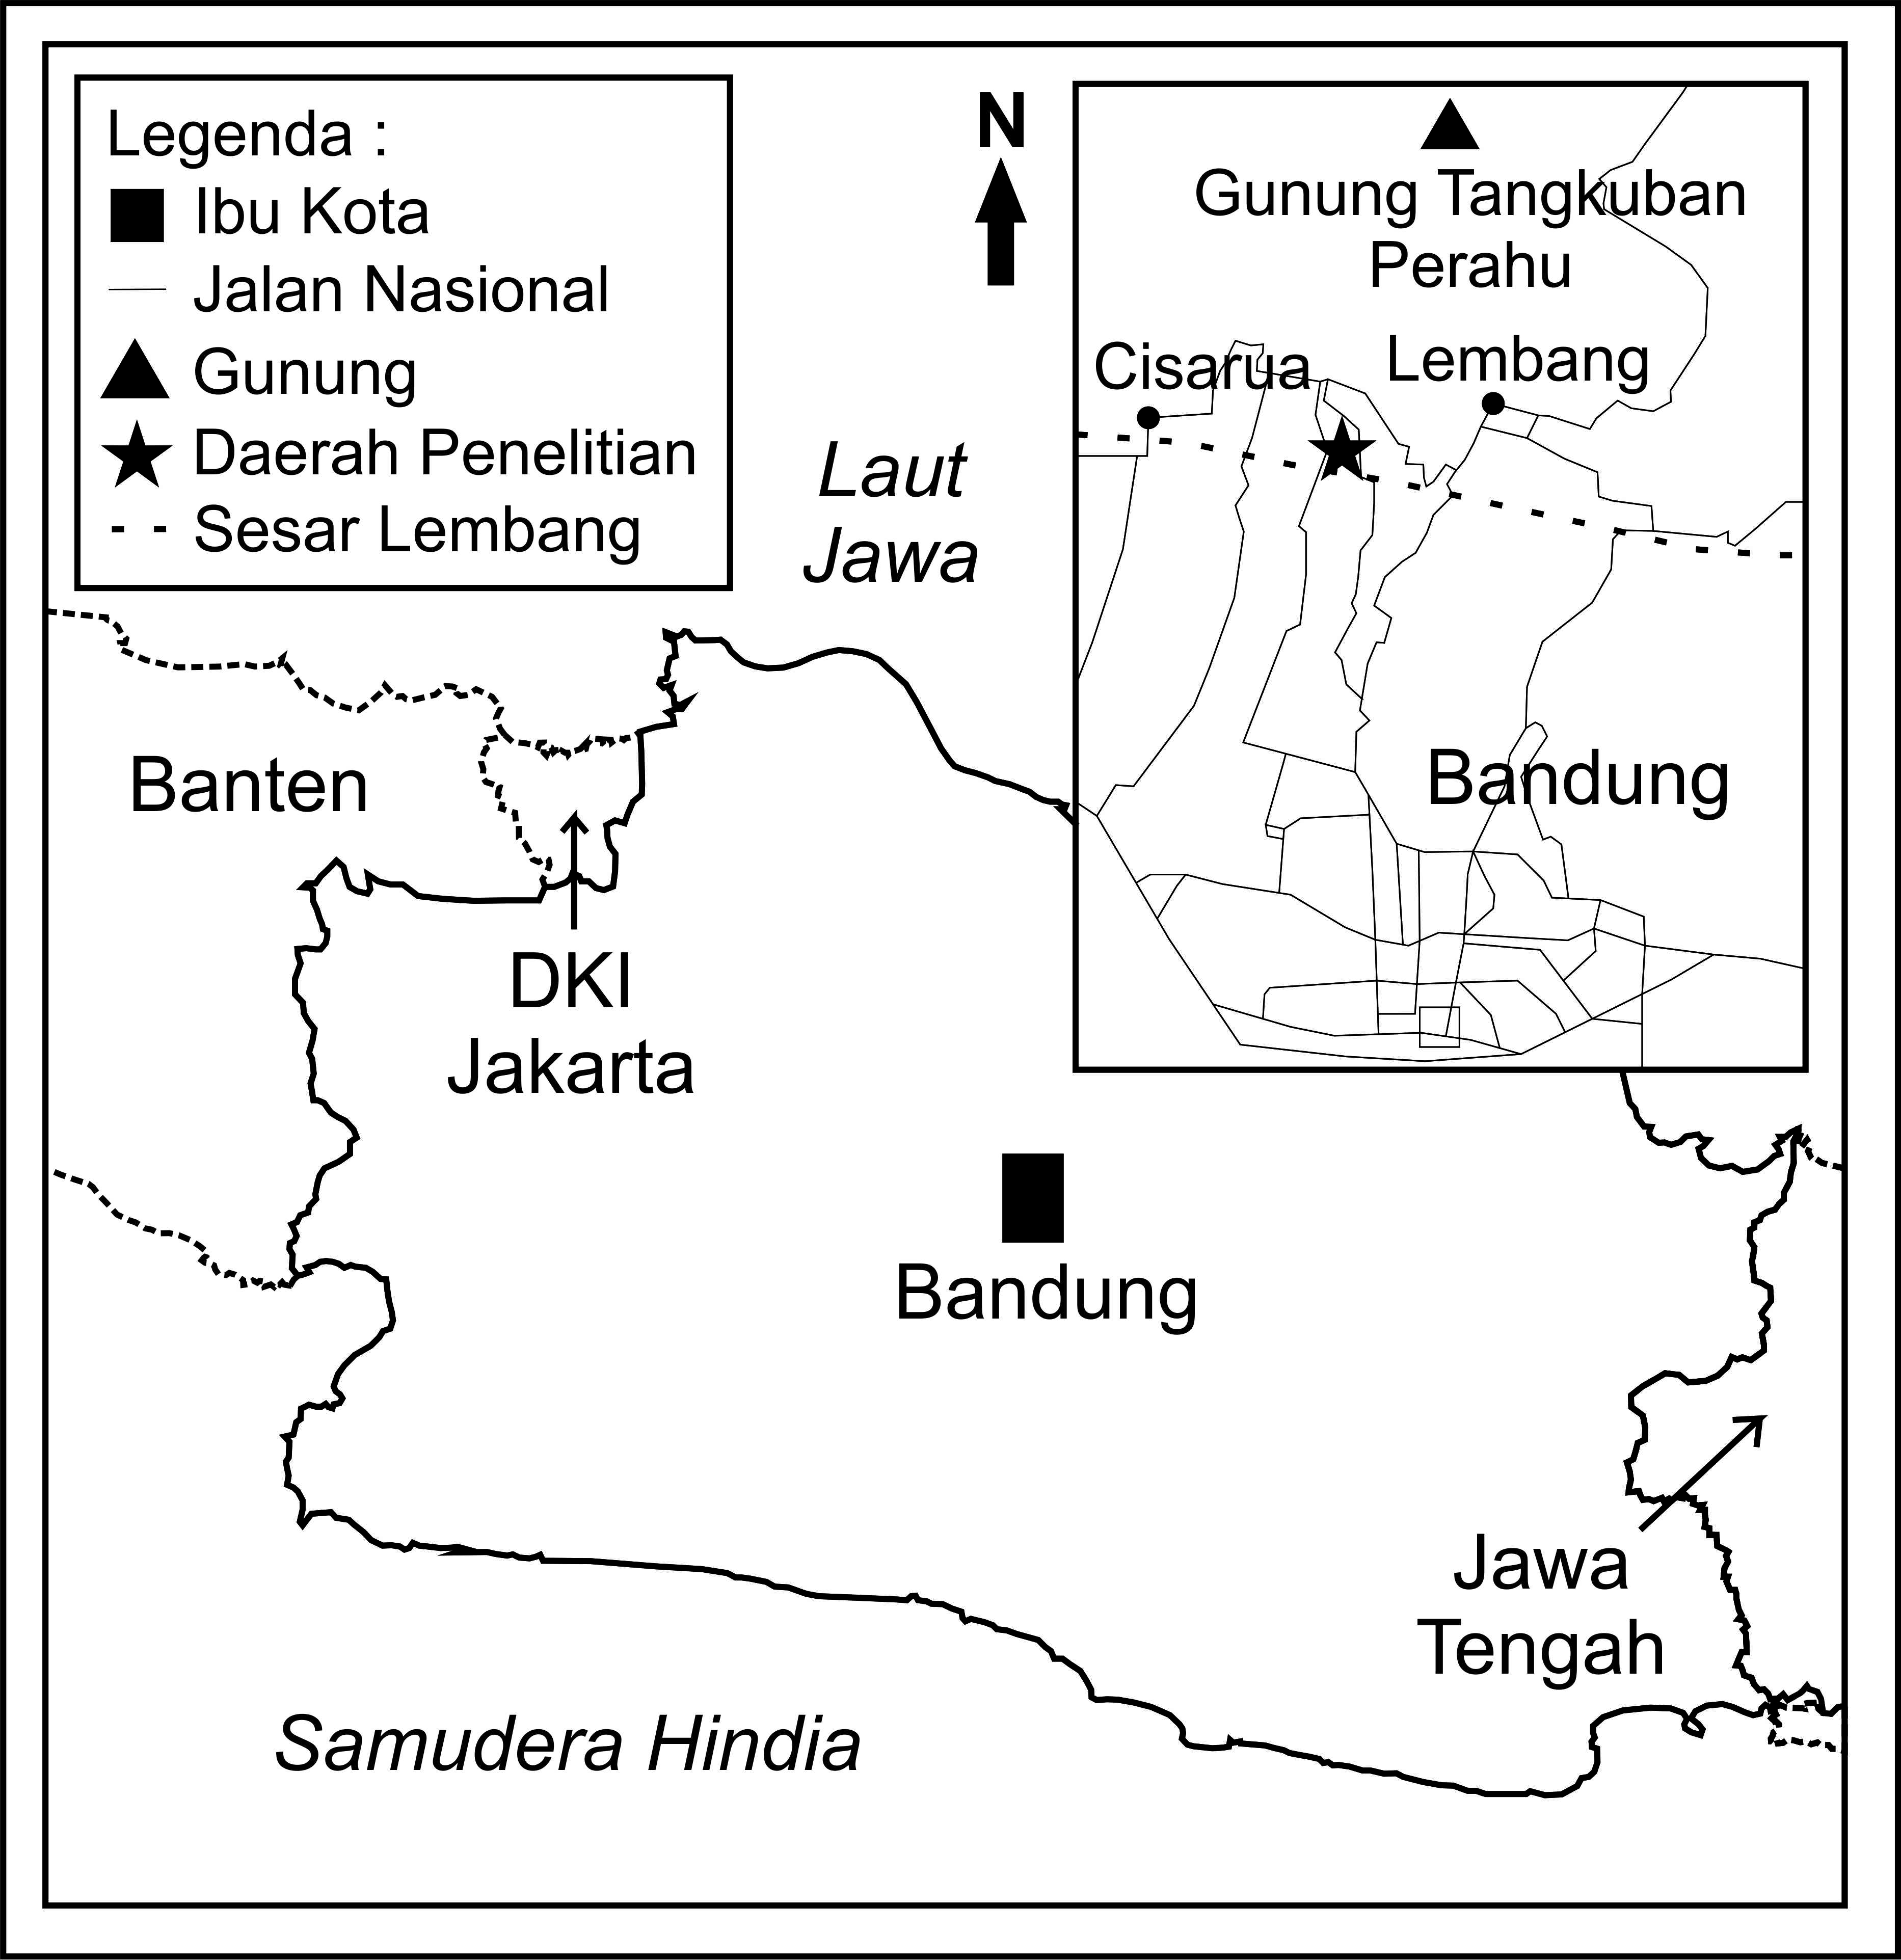 Legenda :
Ibu Kota
Jalan Nasional
Gunung
Daerah Penelitian
Sesar Lembang
N
Gunung Tangkuban
Perahu
Cisarua
Lembang
Bandung
Laut
Jawa
Banten
DKI
Jakarta
Bandung
Jawa
Tengah
Samudera Hindia